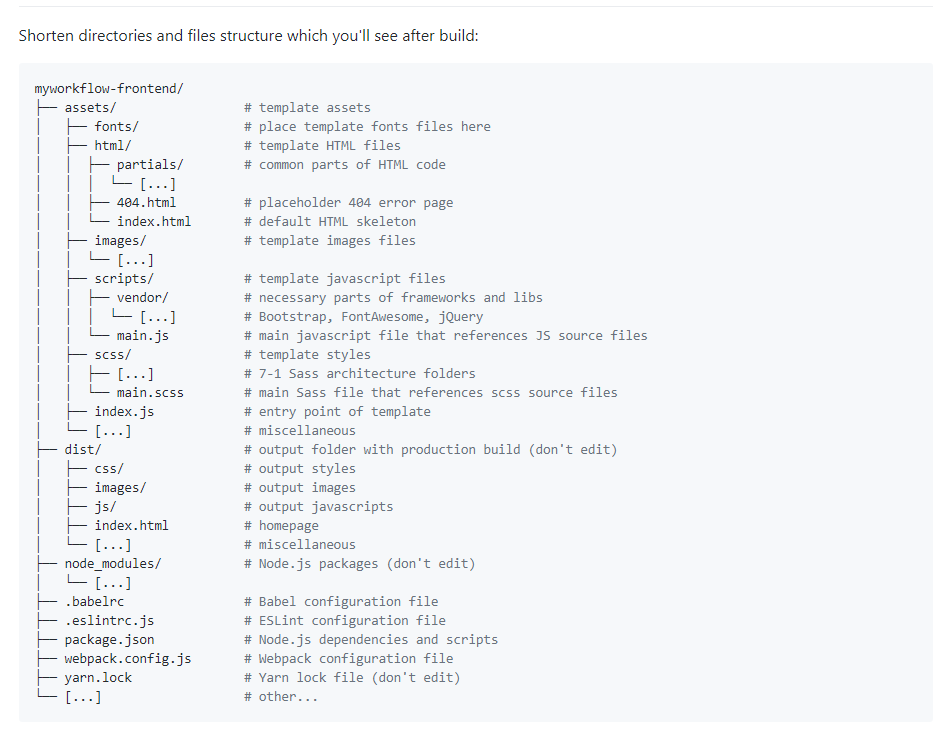 Shorten directories and files structure which you'll see after build:
myworkflow-frontend/
├── assets/ # template assets
│ ├── fonts/ # place template fonts files here
│ ├── html/ # template HTML files
│ │ ├── partials/ # common parts of HTML code
│ │ │ └── [...]
│ │ ├── 404.html # placeholder 404 error page
│ │ └── index.html # default HTML skeleton
│ ├── images/ # template images files
│ │ └── [...]
│ ├── scripts/ # template javascript files
│ │ ├── vendor/ # necessary parts of frameworks and libs
│ │ │ └── [...] # Bootstrap, FontAwesome, jQuery
│ │ └── main.js # main javascript file that references JS source files
│ ├── scss/ # template styles
│ │ ├── [...] # 7-1 Sass architecture folders
│ │ └── main.scss # main Sass file that references scss source files
│ ├── index.js # entry point of template
│ └── [...] # miscellaneous
├── dist/ # output folder with production build (don't edit)
│ ├── css/ # output styles
│ ├── images/ # output images
│ ├── js/ # output javascripts
│ ├── index.html # homepage
│ └── [...] # miscellaneous
├── node_modules/ # Node.js packages (don't edit)
│ └── [...]
├── .babelrc # Babel configuration file
├── .eslintrc.js # ESLint configuration file
├── package.json # Node.js dependencies and scripts
├── webpack.config.js # Webpack configuration file
├── yarn.lock # Yarn lock file (don't edit)
└── [...] # other...